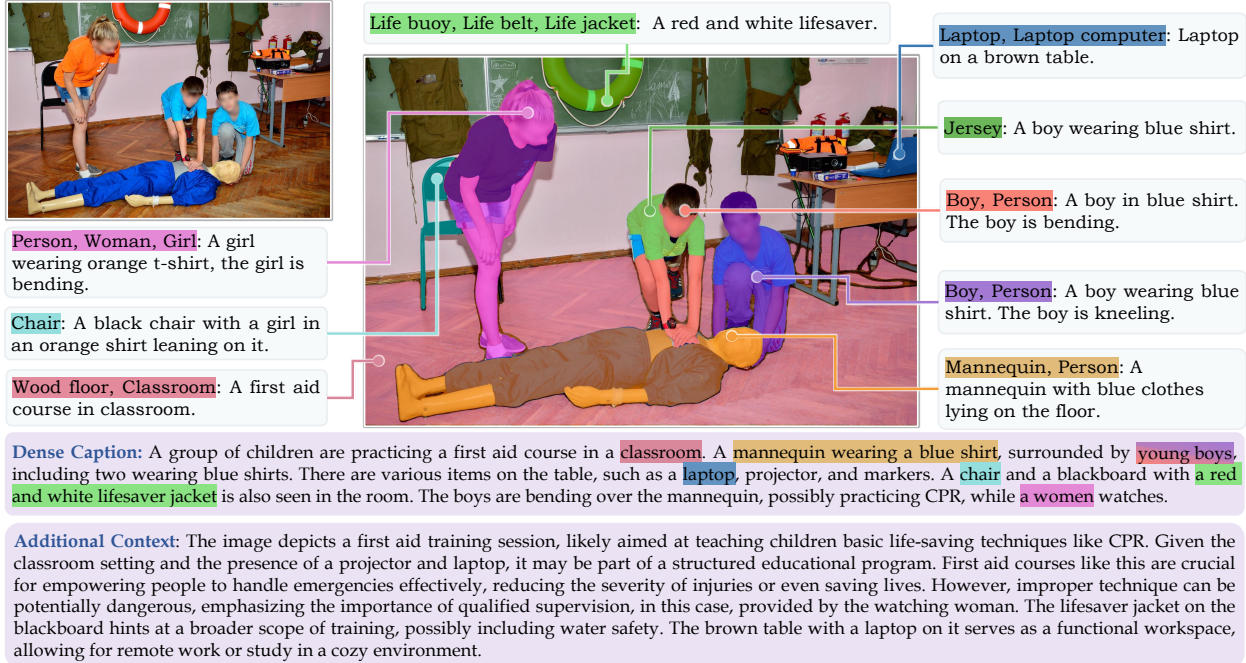 Life buoy, Life belt, Life jacket: A red and white lifesaver.
Laptop, Laptop computer: Laptop
on a brown table.
Jersey: A boy wearing blue shirt.
Boy, Person: A boy in blue shirt.
The boy is bending.
Person, Woman, Girl: A girl
wearing orange t-shirt, the girl is
bending.
Boy, Person: A boy wearing blue
shirt. The boy is kneeling.
Chair: A black chair with a girl in
an orange shirt leaning on it.
Mannequin, Person: A
mannequin with blue clothes
lying on the floor.
Wood floor, Classroom: A first aid
course in classroom.
Dense Caption: A group of children are practicing a first aid course in a classroom. A mannequin wearing a blue shirt, surrounded by young boys,
including two wearing blue shirts. There are various items on the table, such as a laptop, projector, and markers. A chair and a blackboard with a red
and white lifesaver jacket is also seen in the room. The boys are bending over the mannequin, possibly practicing CPR, while a women watches.
Additional Context: The image depicts a first aid training session, likely aimed at teaching children basic life-saving techniques like CPR. Given the
classroom setting and the presence of a projector and laptop, it may be part of a structured educational program. First aid courses like this are crucial
for empowering people to handle emergencies effectively, reducing the severity of injuries or even saving lives. However, improper technique can be
potentially dangerous, emphasizing the importance of qualified supervision, in this case, provided by the watching woman. The lifesaver jacket on the
blackboard hints at a broader scope of training, possibly including water safety. The brown table with a laptop on it serves as a functional workspace,
allowing for remote work or study in a cozy environment.